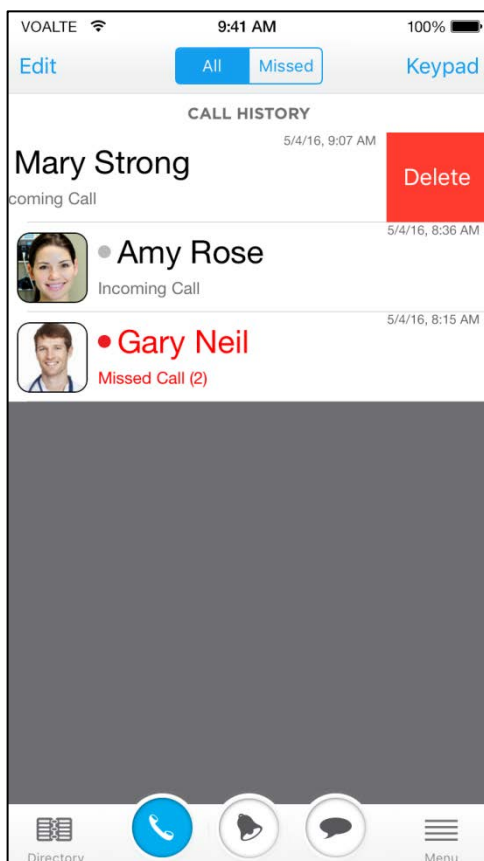 VOALTE 9:41 AM 100%
Edit All Missed Keypad
CALL HISTORY
5/4/16, 9:07 AM
Mary Strong
coming Call
Delete
5/4/16, 8:36 AM
Amy Rose
Incoming Call
5/4/16, 8:15 AM
Gary Neil
Missed Call (2)
Directory Menu